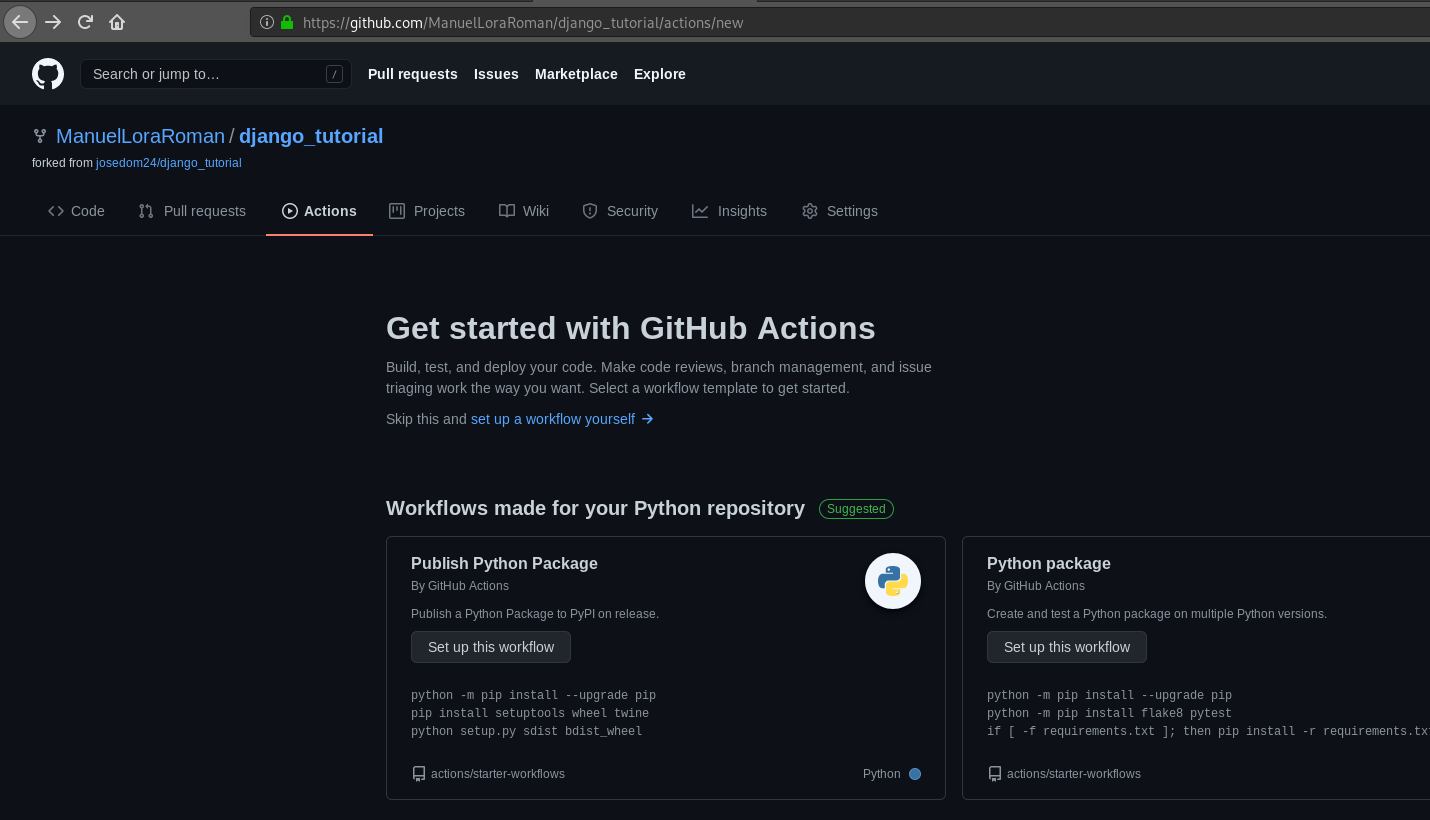 https://github.com/ManuelLoraRoman/django_tutorial/actions/new
Search or jump to… /
Pull requests Issues Marketplace Explore
ManuelLoraRoman / django_tutorial
forked from josedom24/django_tutorial
Code Pull requests Actions Projects Wiki Security Insights Settings
Get started with GitHub Actions
Build, test, and deploy your code. Make code reviews, branch management, and issue
triaging work the way you want. Select a workflow template to get started.
Skip this and set up a workflow yourself →
Workflows made for your Python repository Suggested
Publish Python Package
By GitHub Actions
Publish a Python Package to PyPI on release.
Set up this workflow
python -m pip install --upgrade pip
pip install setuptools wheel twine
python setup.py sdist bdist_wheel
actions/starter-workflows Python
Python package
By GitHub Actions
Create and test a Python package on multiple Python versions.
Set up this workflow
python -m pip install --upgrade pip
python -m pip install flake8 pytest
if [ -f requirements.txt ]; then pip install -r requirements.tx
actions/starter-workflows